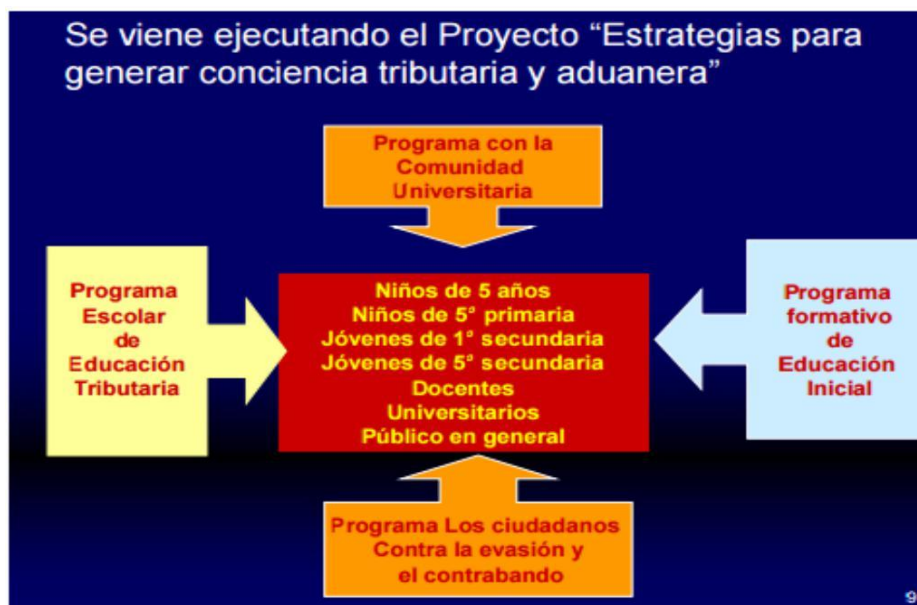 Se viene ejecutando el Proyecto “Estrategias para
generar conciencia tributaria y aduanera”
Programa con la
Comunidad
Universitaria
Programa
Escolar
de
Educación
Tributaria
Niños de 5 años
Niños de 5° primaria
Jóvenes de 1° secundaria
Jóvenes de 5° secundaria
Docentes
Universitarios
Público en general
Programa
formativo
de
Educación
Inicial
Programa Los ciudadanos
Contra la evasión y
el contrabando
9